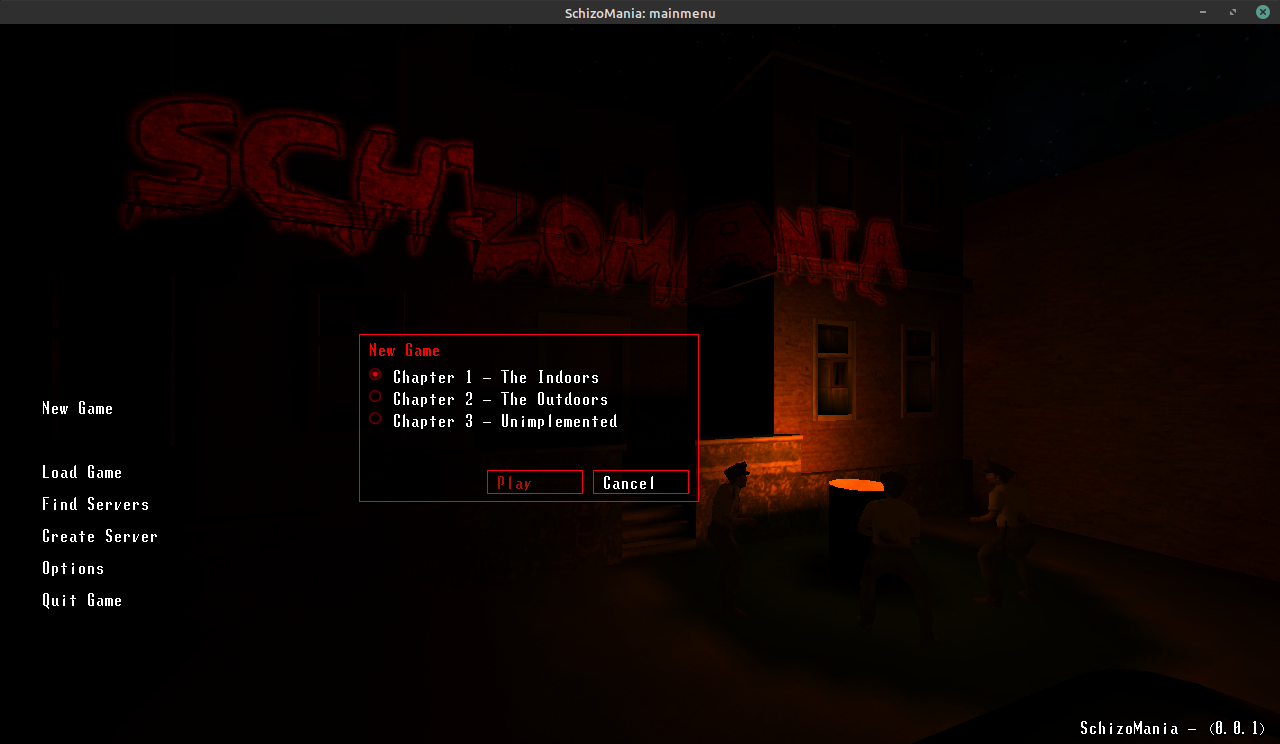 SchizoMania: mainmenu
SCHIZOMANIA
New Game
Chapter 1 – The Indoors
Chapter 2 – The Outdoors
Chapter 3 – Unimplemented
Play Cancel
New Game
Load Game
Find Servers
Create Server
Options
Quit Game
SchizoMania – (0.0.1)